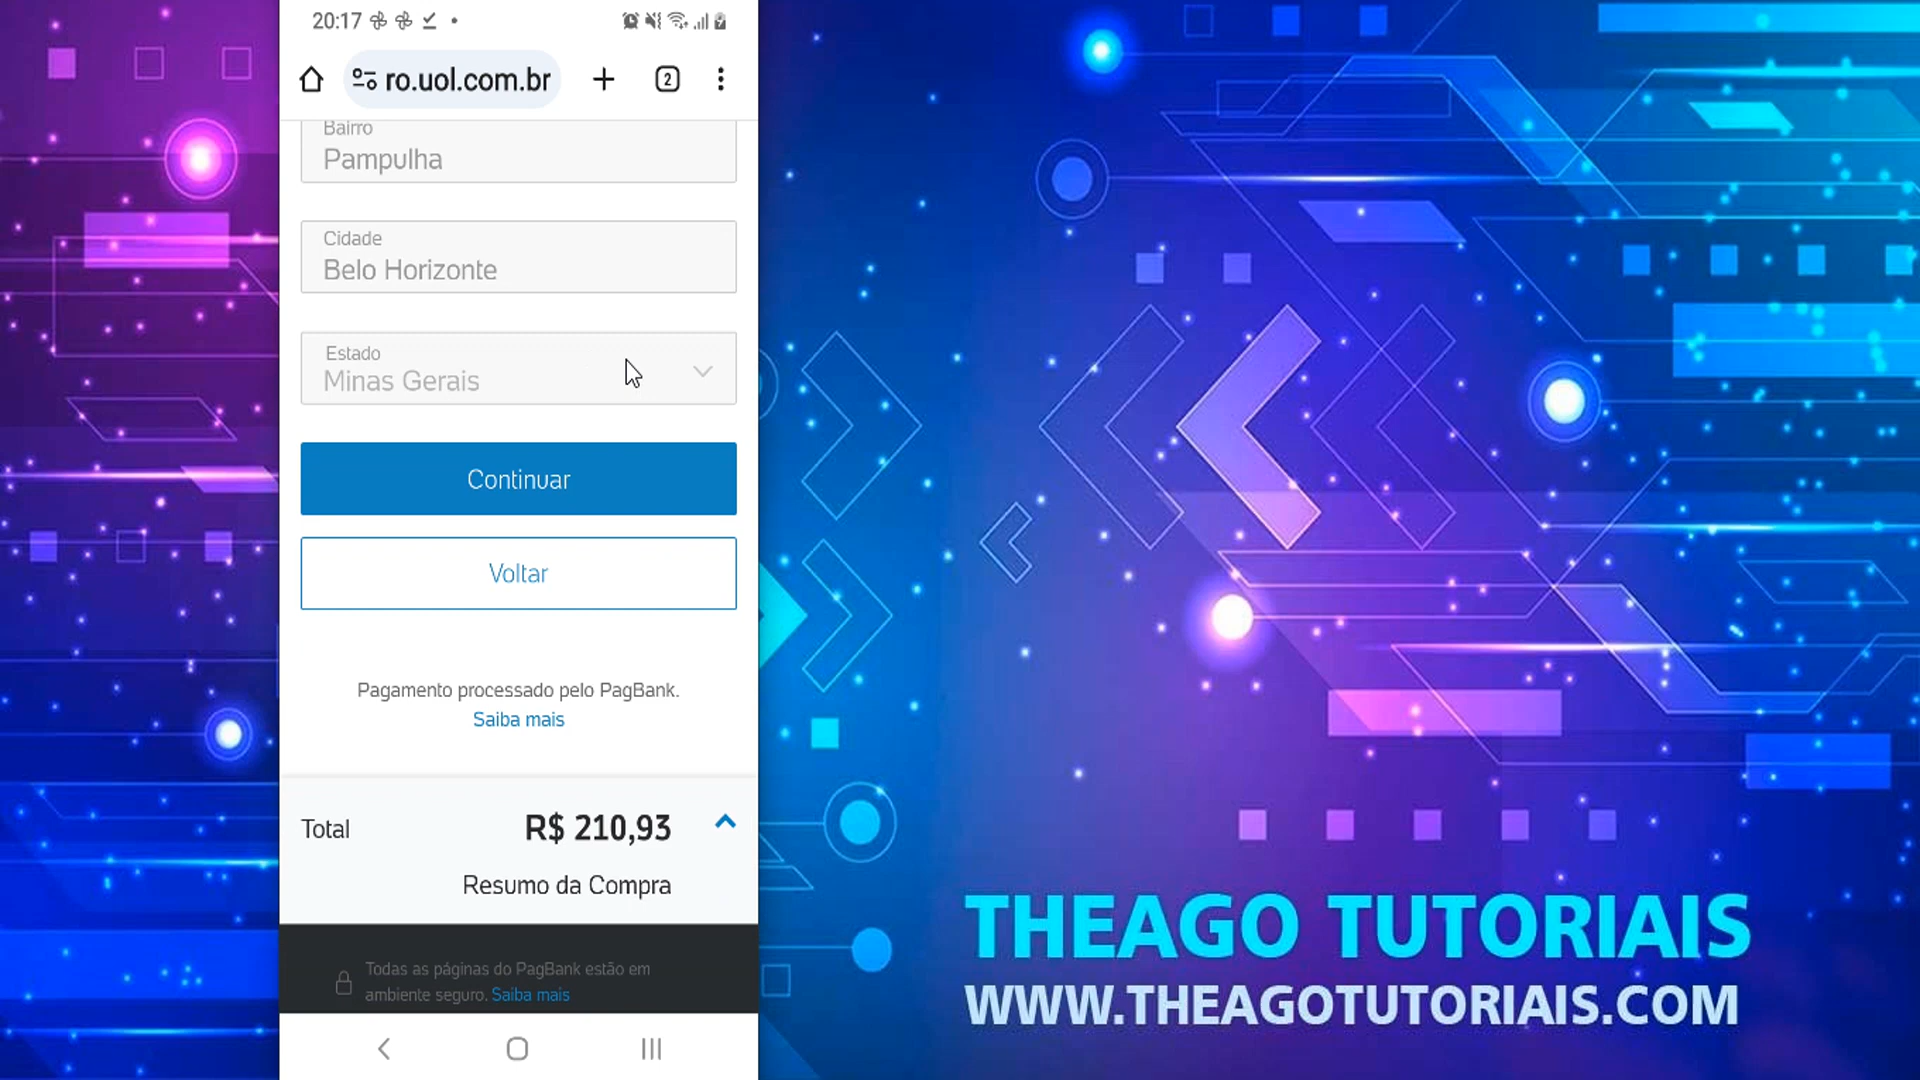 20:17
ro.uol.com.br
2
Bairro
Pampulha
Cidade
Belo Horizonte
Estado
Minas Gerais
Continuar
Voltar
Pagamento processado pelo PagBank.
Saiba mais
Total
R$ 210,93
Resumo da Compra
Todas as páginas do PagBank estão em
ambiente seguro. Saiba mais
THEAGO TUTORIAIS
WWW.THEAGOTUTORIAIS.COM